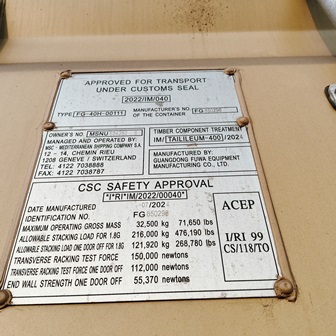 APPROVED FOR TRANSPORT
UNDER CUSTOMS SEAL
2022/IM/040
TYPE FG-40H-00111
MANUFACTURER'S NO.
OF THE CONTAINER FG
OWNER'S NO. MSNU
MANAGED AND OPERATED BY:
MSC - MEDITERRANEAN SHIPPING COMPANY S.A.
12 - 14, CHEMIN RIEU
1208 GENEVE / SWITZERLAND
TEL: 4122 7038888
FAX: 4122 7038787
TIMBER COMPONENT TREATMENT
IM/TAILILEUM-400/202
MANUFACTURED BY:
GUANGDONG FUWA EQUIPMENT
MANUFACTURING CO., LTD.
CSC SAFETY APPROVAL
"I"RI"IM/2022/00040"
DATE MANUFACTURED
IDENTIFICATION NO. FG
MAXIMUM OPERATING GROSS MASS 32,500 kg 71,650 lbs
ALLOWABLE STACKING LOAD FOR 1.8G 216,000 kg 476,190 lbs
ALLOWABLE STACKING LOAD ONE DOOR OFF FOR 1.8G 121,920 kg 268,780 lbs
TRANSVERSE RACKING TEST FORCE 150,000 newtons
TRANSVERSE RACKING TEST FORCE ONE DOOR OFF 112,000 newtons
END WALL STRENGTH ONE DOOR OFF 55,370 newtons
ACEP
I/RI 99
CS/118/TO